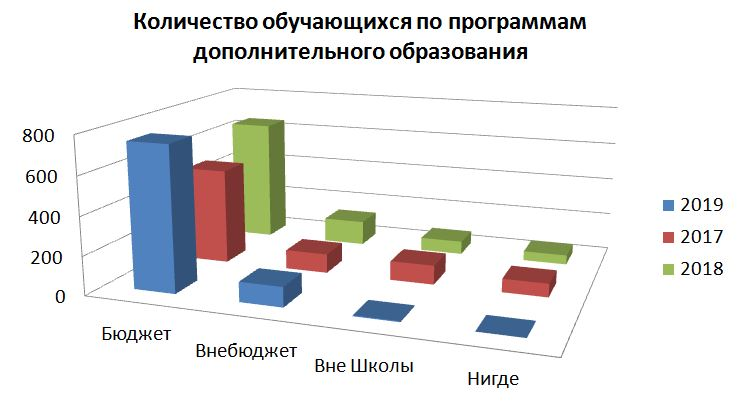 Количество обучающихся по программам
дополнительного образования
800
600
400
200
0
Бюджет
Внебюджет
Вне Школы
Нигде
2019
2017
2018